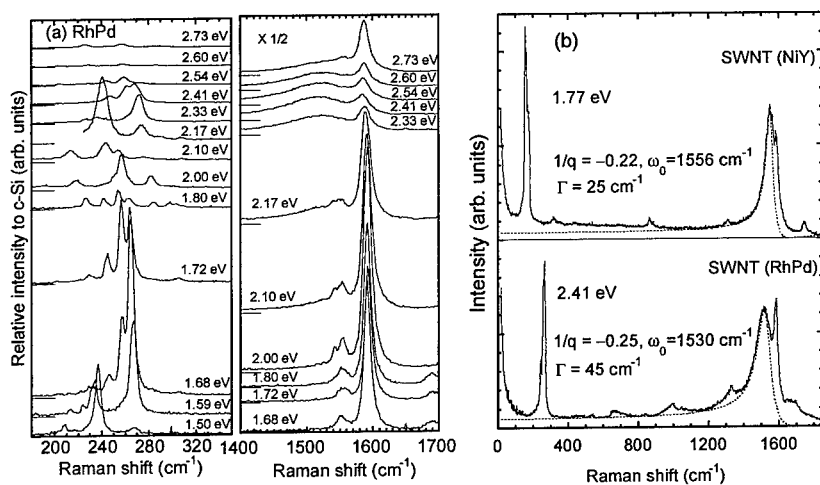 (a) RhPd
2.73 eV
2.60 eV
2.54 eV
2.41 eV
2.33 eV
2.17 eV
2.10 eV
2.00 eV
1.80 eV
1.72 eV
1.68 eV
1.59 eV
1.50 eV
180 220 260 300 340
Raman shift (cm⁻¹)
Relative intensity to c-Si (arb. units)
X 1/2
2.73 eV
2.60 eV
2.54 eV
2.41 eV
2.33 eV
2.17 eV
2.10 eV
2.00 eV
1.80 eV
1.72 eV
1.68 eV
1400 1500 1600 1700
Raman shift (cm⁻¹)
(b)
SWNT (NiY)
1.77 eV
1/q = −0.22, ω₀=1556 cm⁻¹
Γ = 25 cm⁻¹
SWNT (RhPd)
2.41 eV
1/q = −0.25, ω₀=1530 cm⁻¹
Γ = 45 cm⁻¹
Intensity (arb. units)
0 400 800 1200 1600
Raman shift (cm⁻¹)